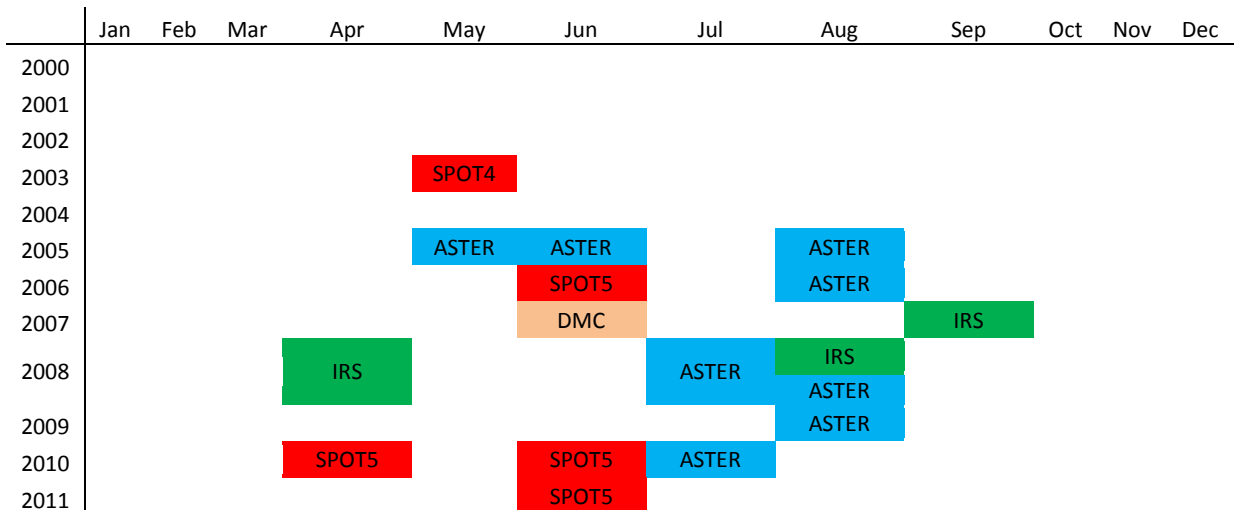 Jan Feb Mar Apr May Jun Jul Aug Sep Oct Nov Dec
2000
2001
2002
2003 SPOT4
2004
2005 ASTER ASTER ASTER
2006 SPOT5 ASTER
2007 DMC IRS
2008 IRS ASTER IRS
ASTER
2009 ASTER
2010 SPOT5 SPOT5 ASTER
2011 SPOT5